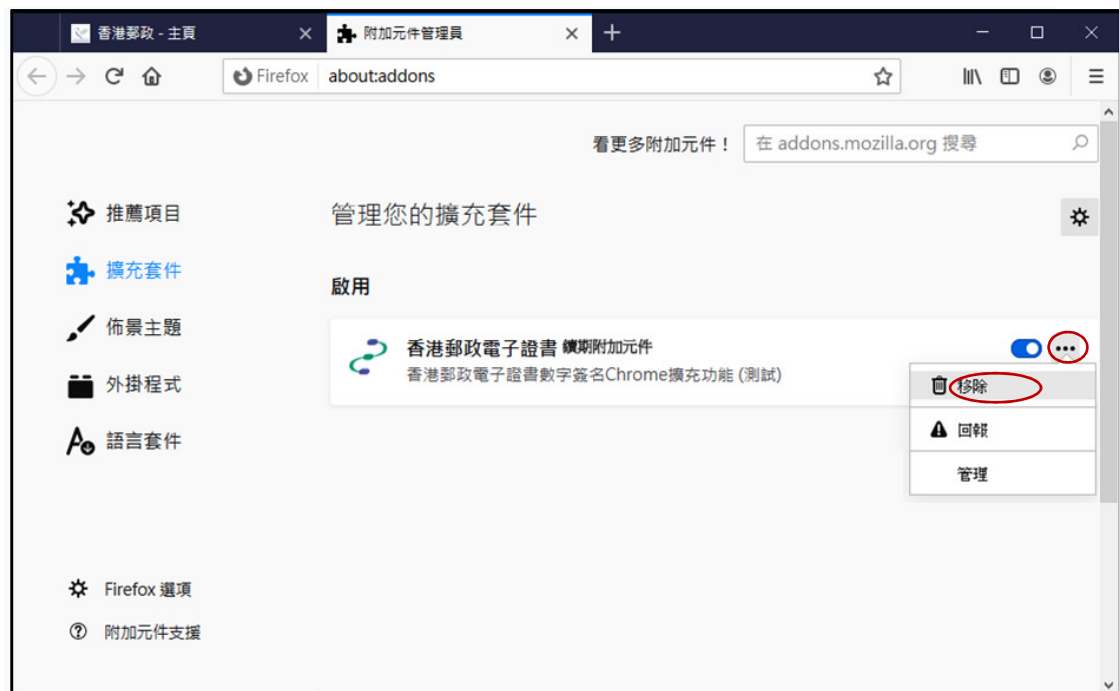 香港郵政 - 主頁
附加元件管理員
Firefox
about:addons
看更多附加元件！
在 addons.mozilla.org 搜尋
推薦項目
管理您的擴充套件
擴充套件
啟用
佈景主題
香港郵政電子證書 續期附加元件
香港郵政電子證書數字簽名Chrome擴充功能 (測試)
外掛程式
移除
語言套件
回報
管理
Firefox 選項
附加元件支援